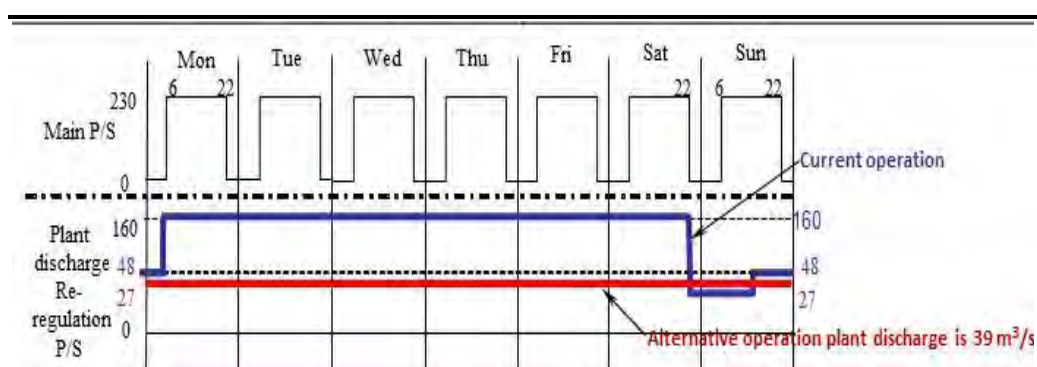 Mon Tue Wed Thu Fri Sat Sun
6 22 22 6 22
230
Main P/S
0
Current operation
160 160
Plant
discharge 48 48
27 27
Re-
regulation 0
P/S
Alternative operation plant discharge is 39 m³/s